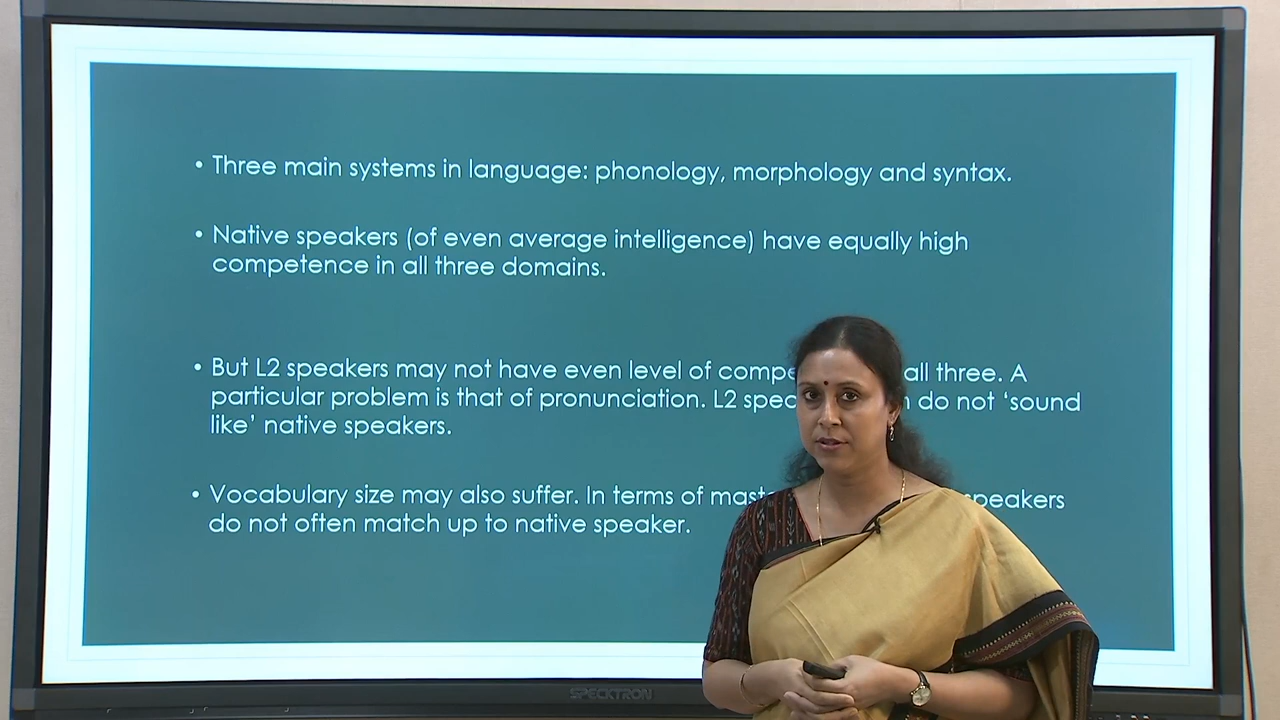 • Three main systems in language: phonology, morphology and syntax.
• Native speakers (of even average intelligence) have equally high
competence in all three domains.
• But L2 speakers may not have even level of compe all three. A
particular problem is that of pronunciation. L2 spec do not ‘sound
like’ native speakers.
• Vocabulary size may also suffer. In terms of mast speakers
do not often match up to native speaker.
SPECKTRON